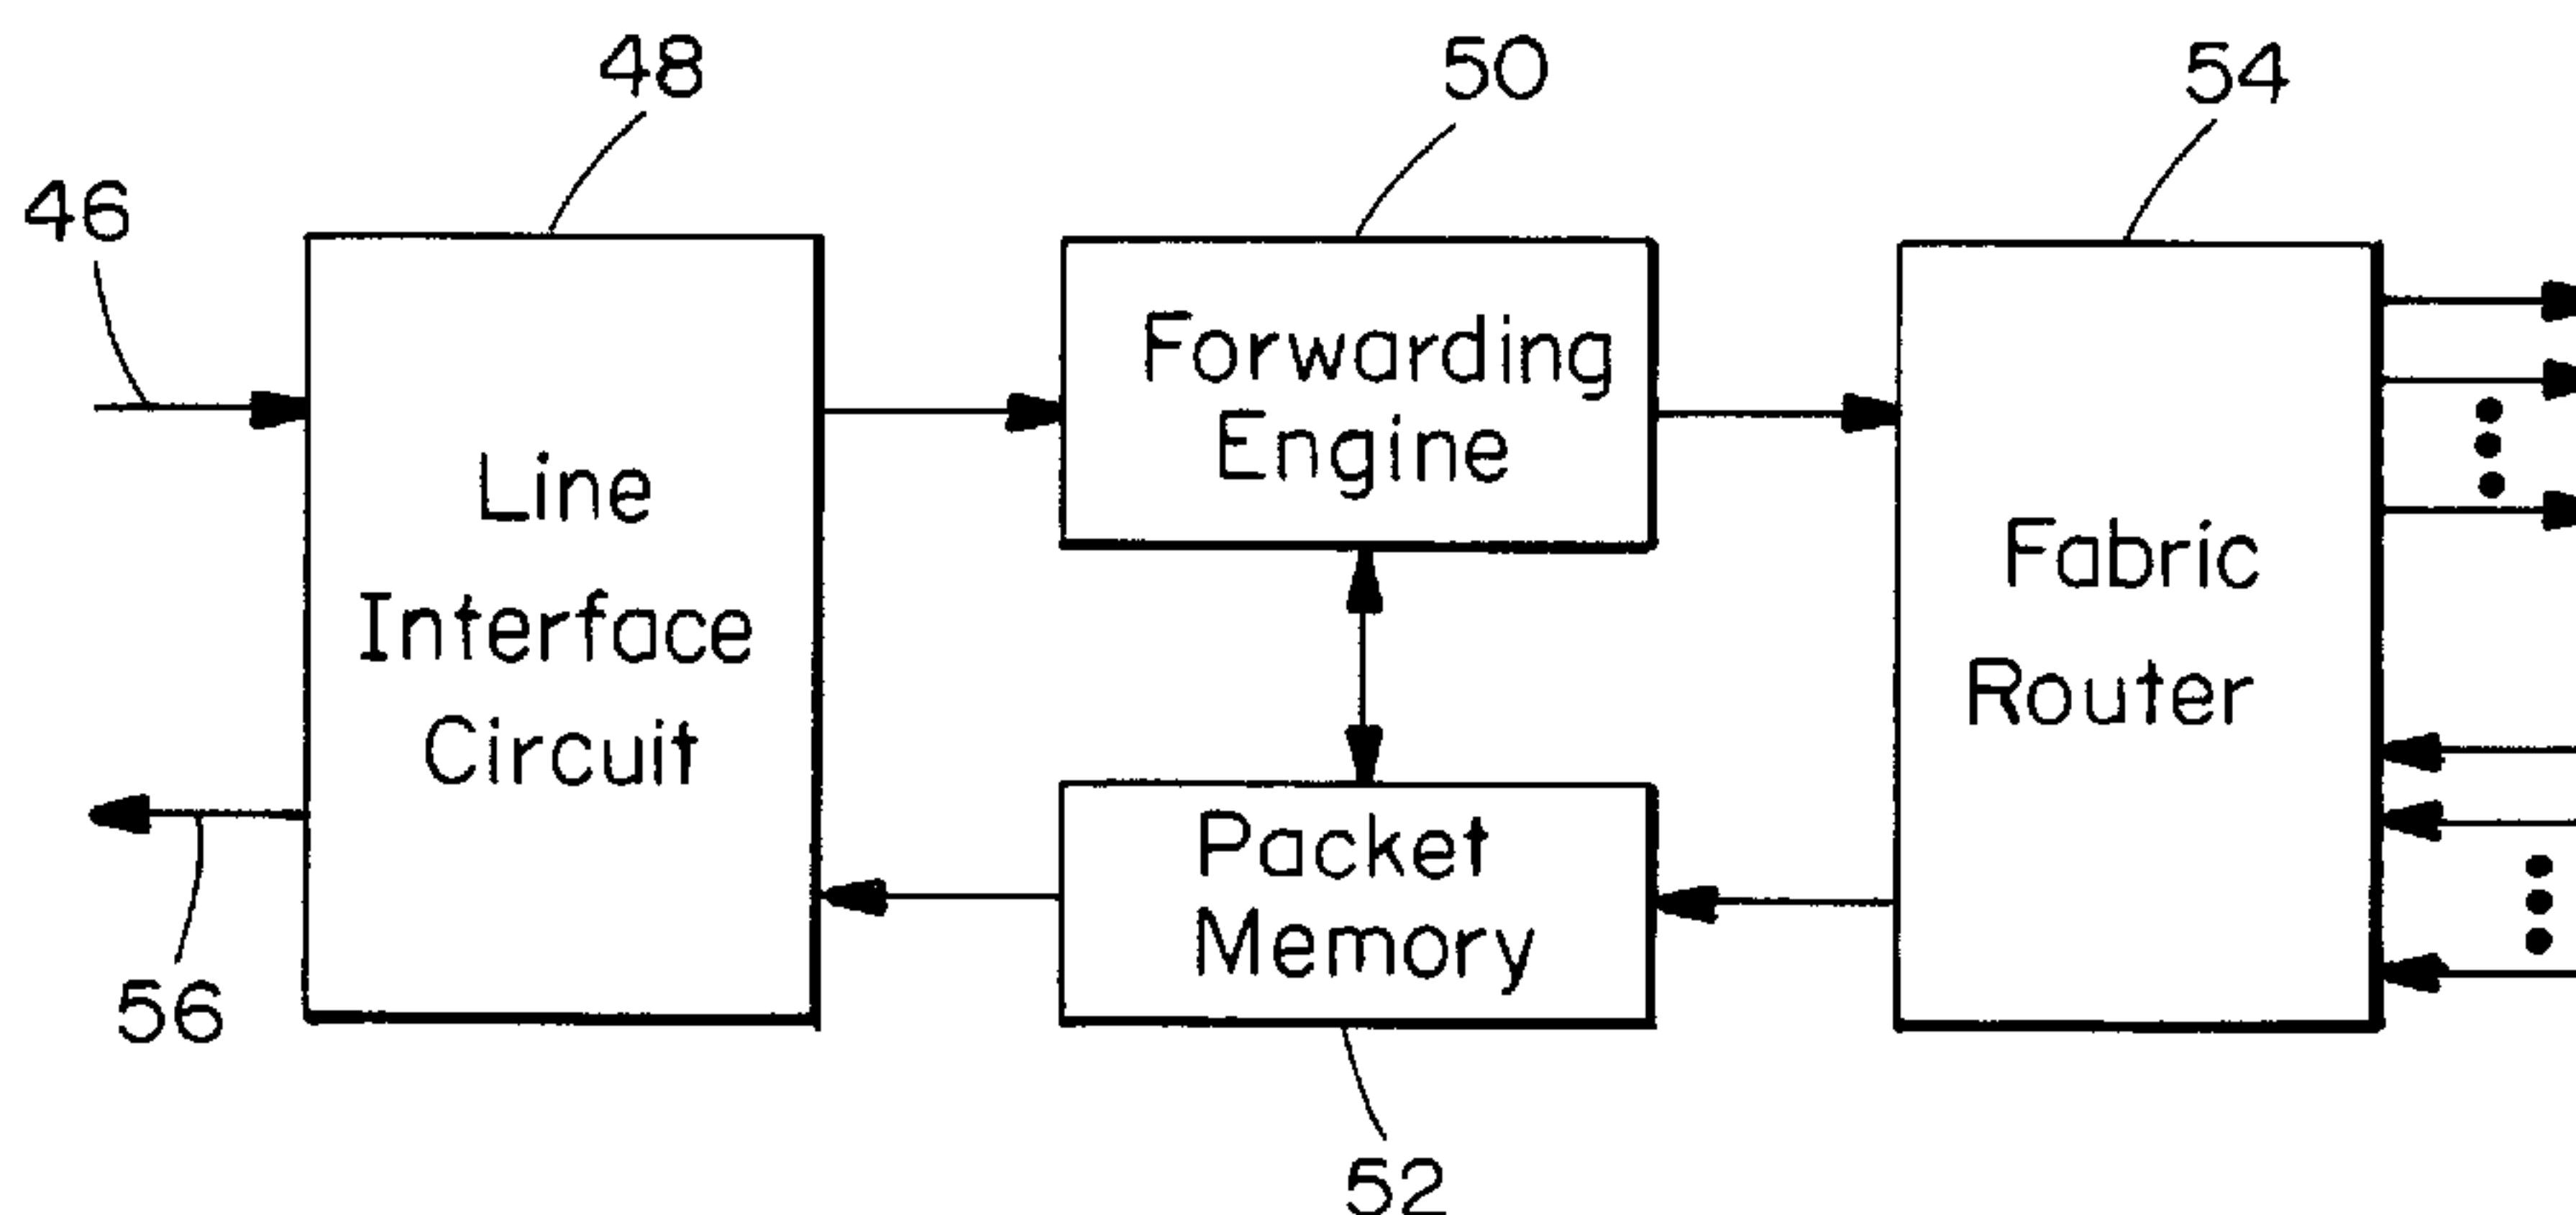 48
50
54
46
Forwarding
Engine
Line
Interface
Circuit
Fabric
Router
Packet
Memory
56
52